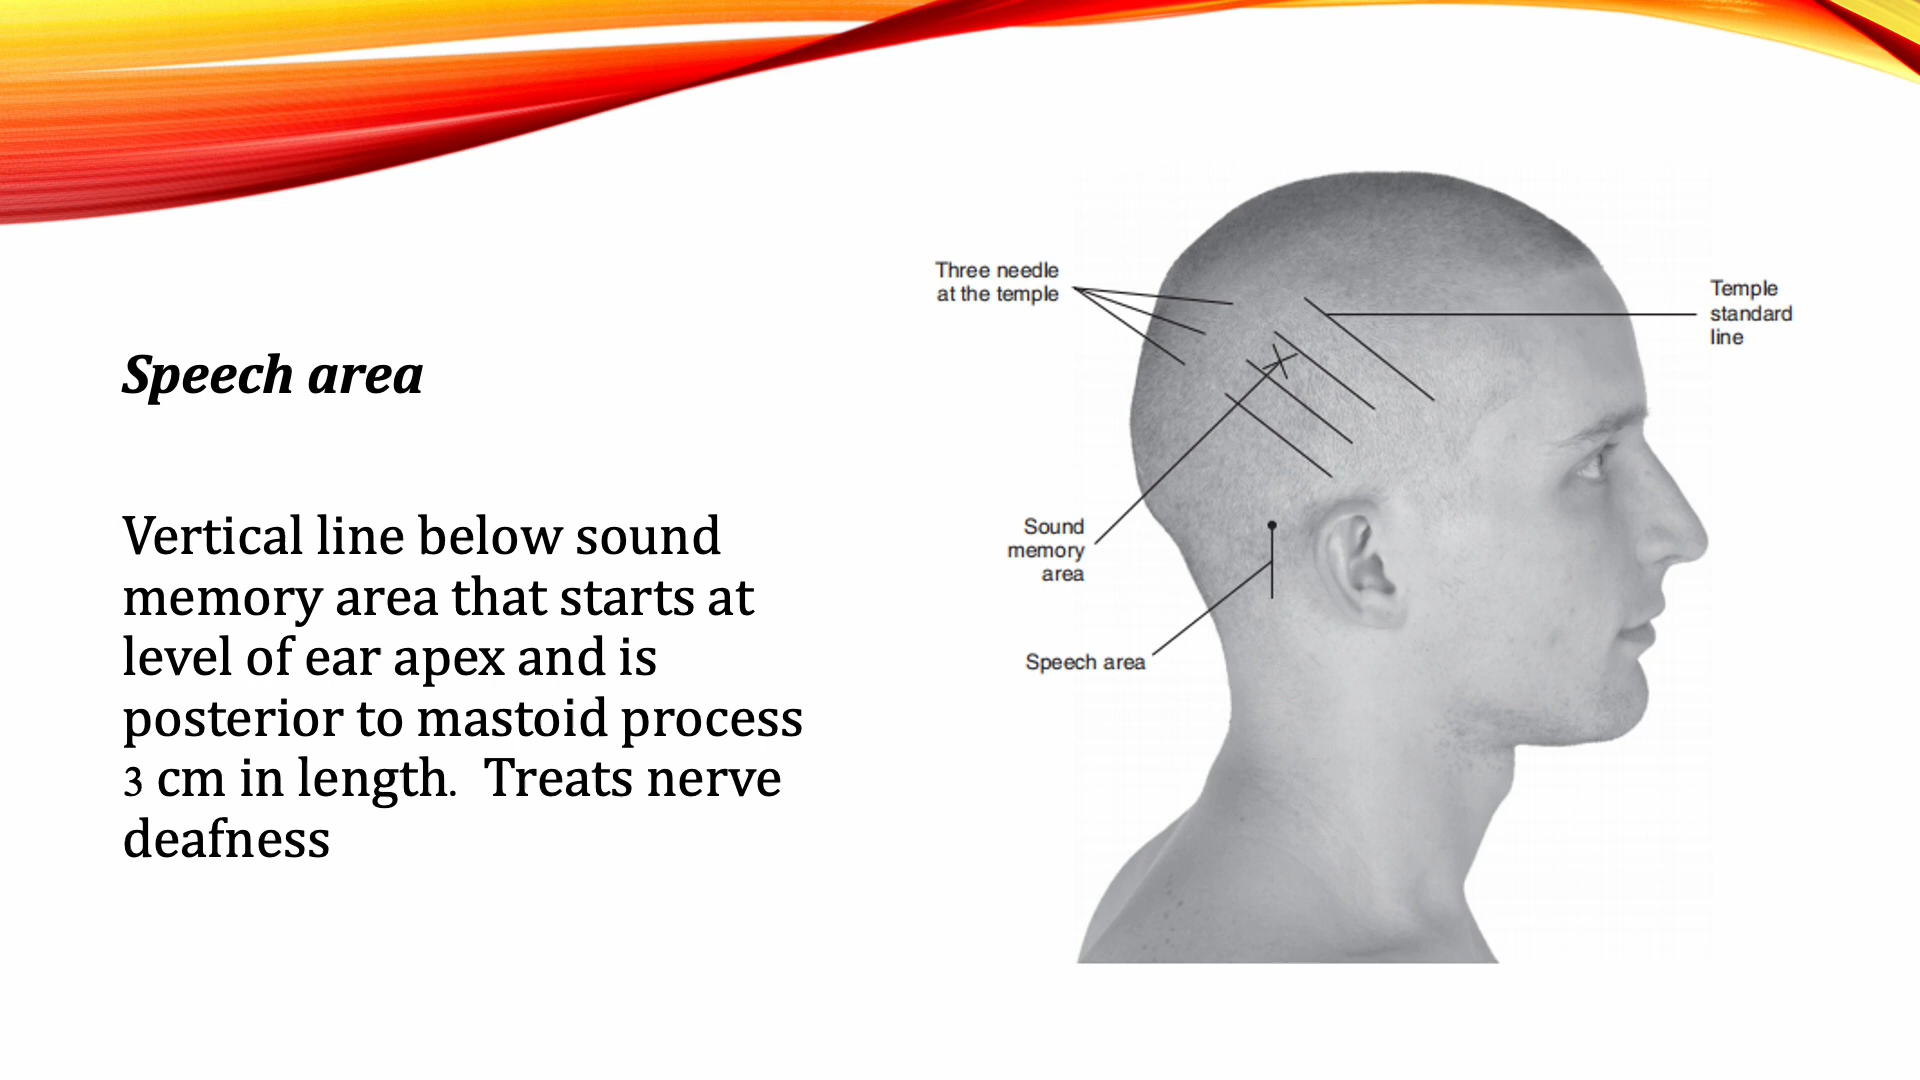 Speech area
Vertical line below sound
memory area that starts at
level of ear apex and is
posterior to mastoid process
3 cm in length.  Treats nerve
deafness
Three needle
at the temple
Temple
standard
line
Sound
memory
area
Speech area